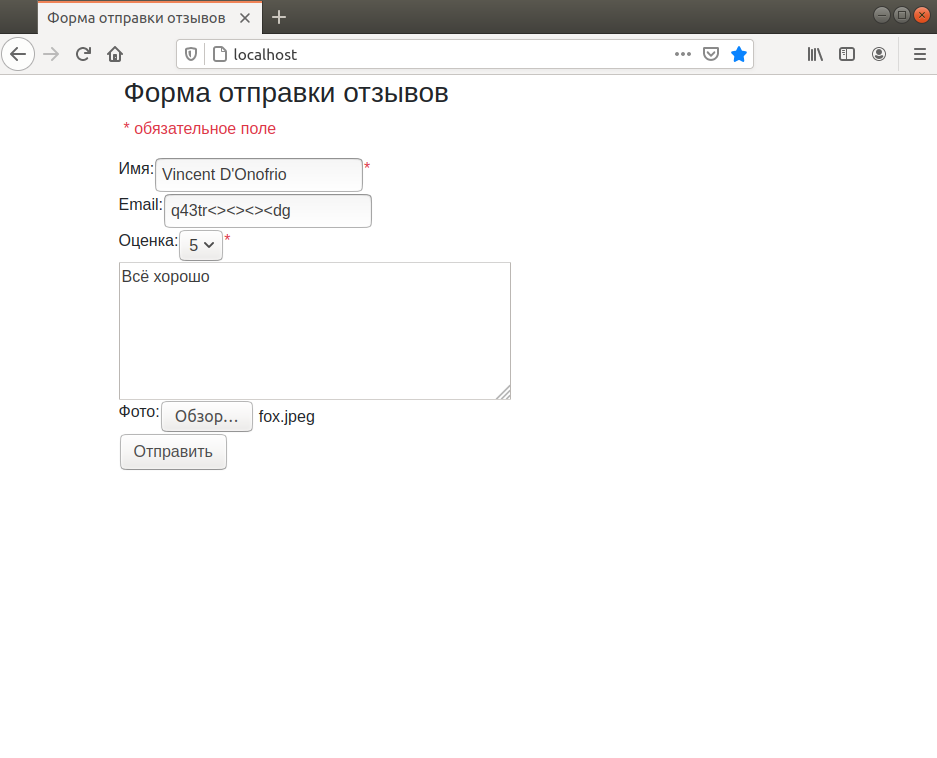 Форма отправки отзывов
localhost
Форма отправки отзывов
* обязательное поле
Имя: Vincent D'Onofrio *
Email: q43tr<><><><dg
Оценка: 5 *
Всё хорошо
Фото: Обзор... fox.jpeg
Отправить